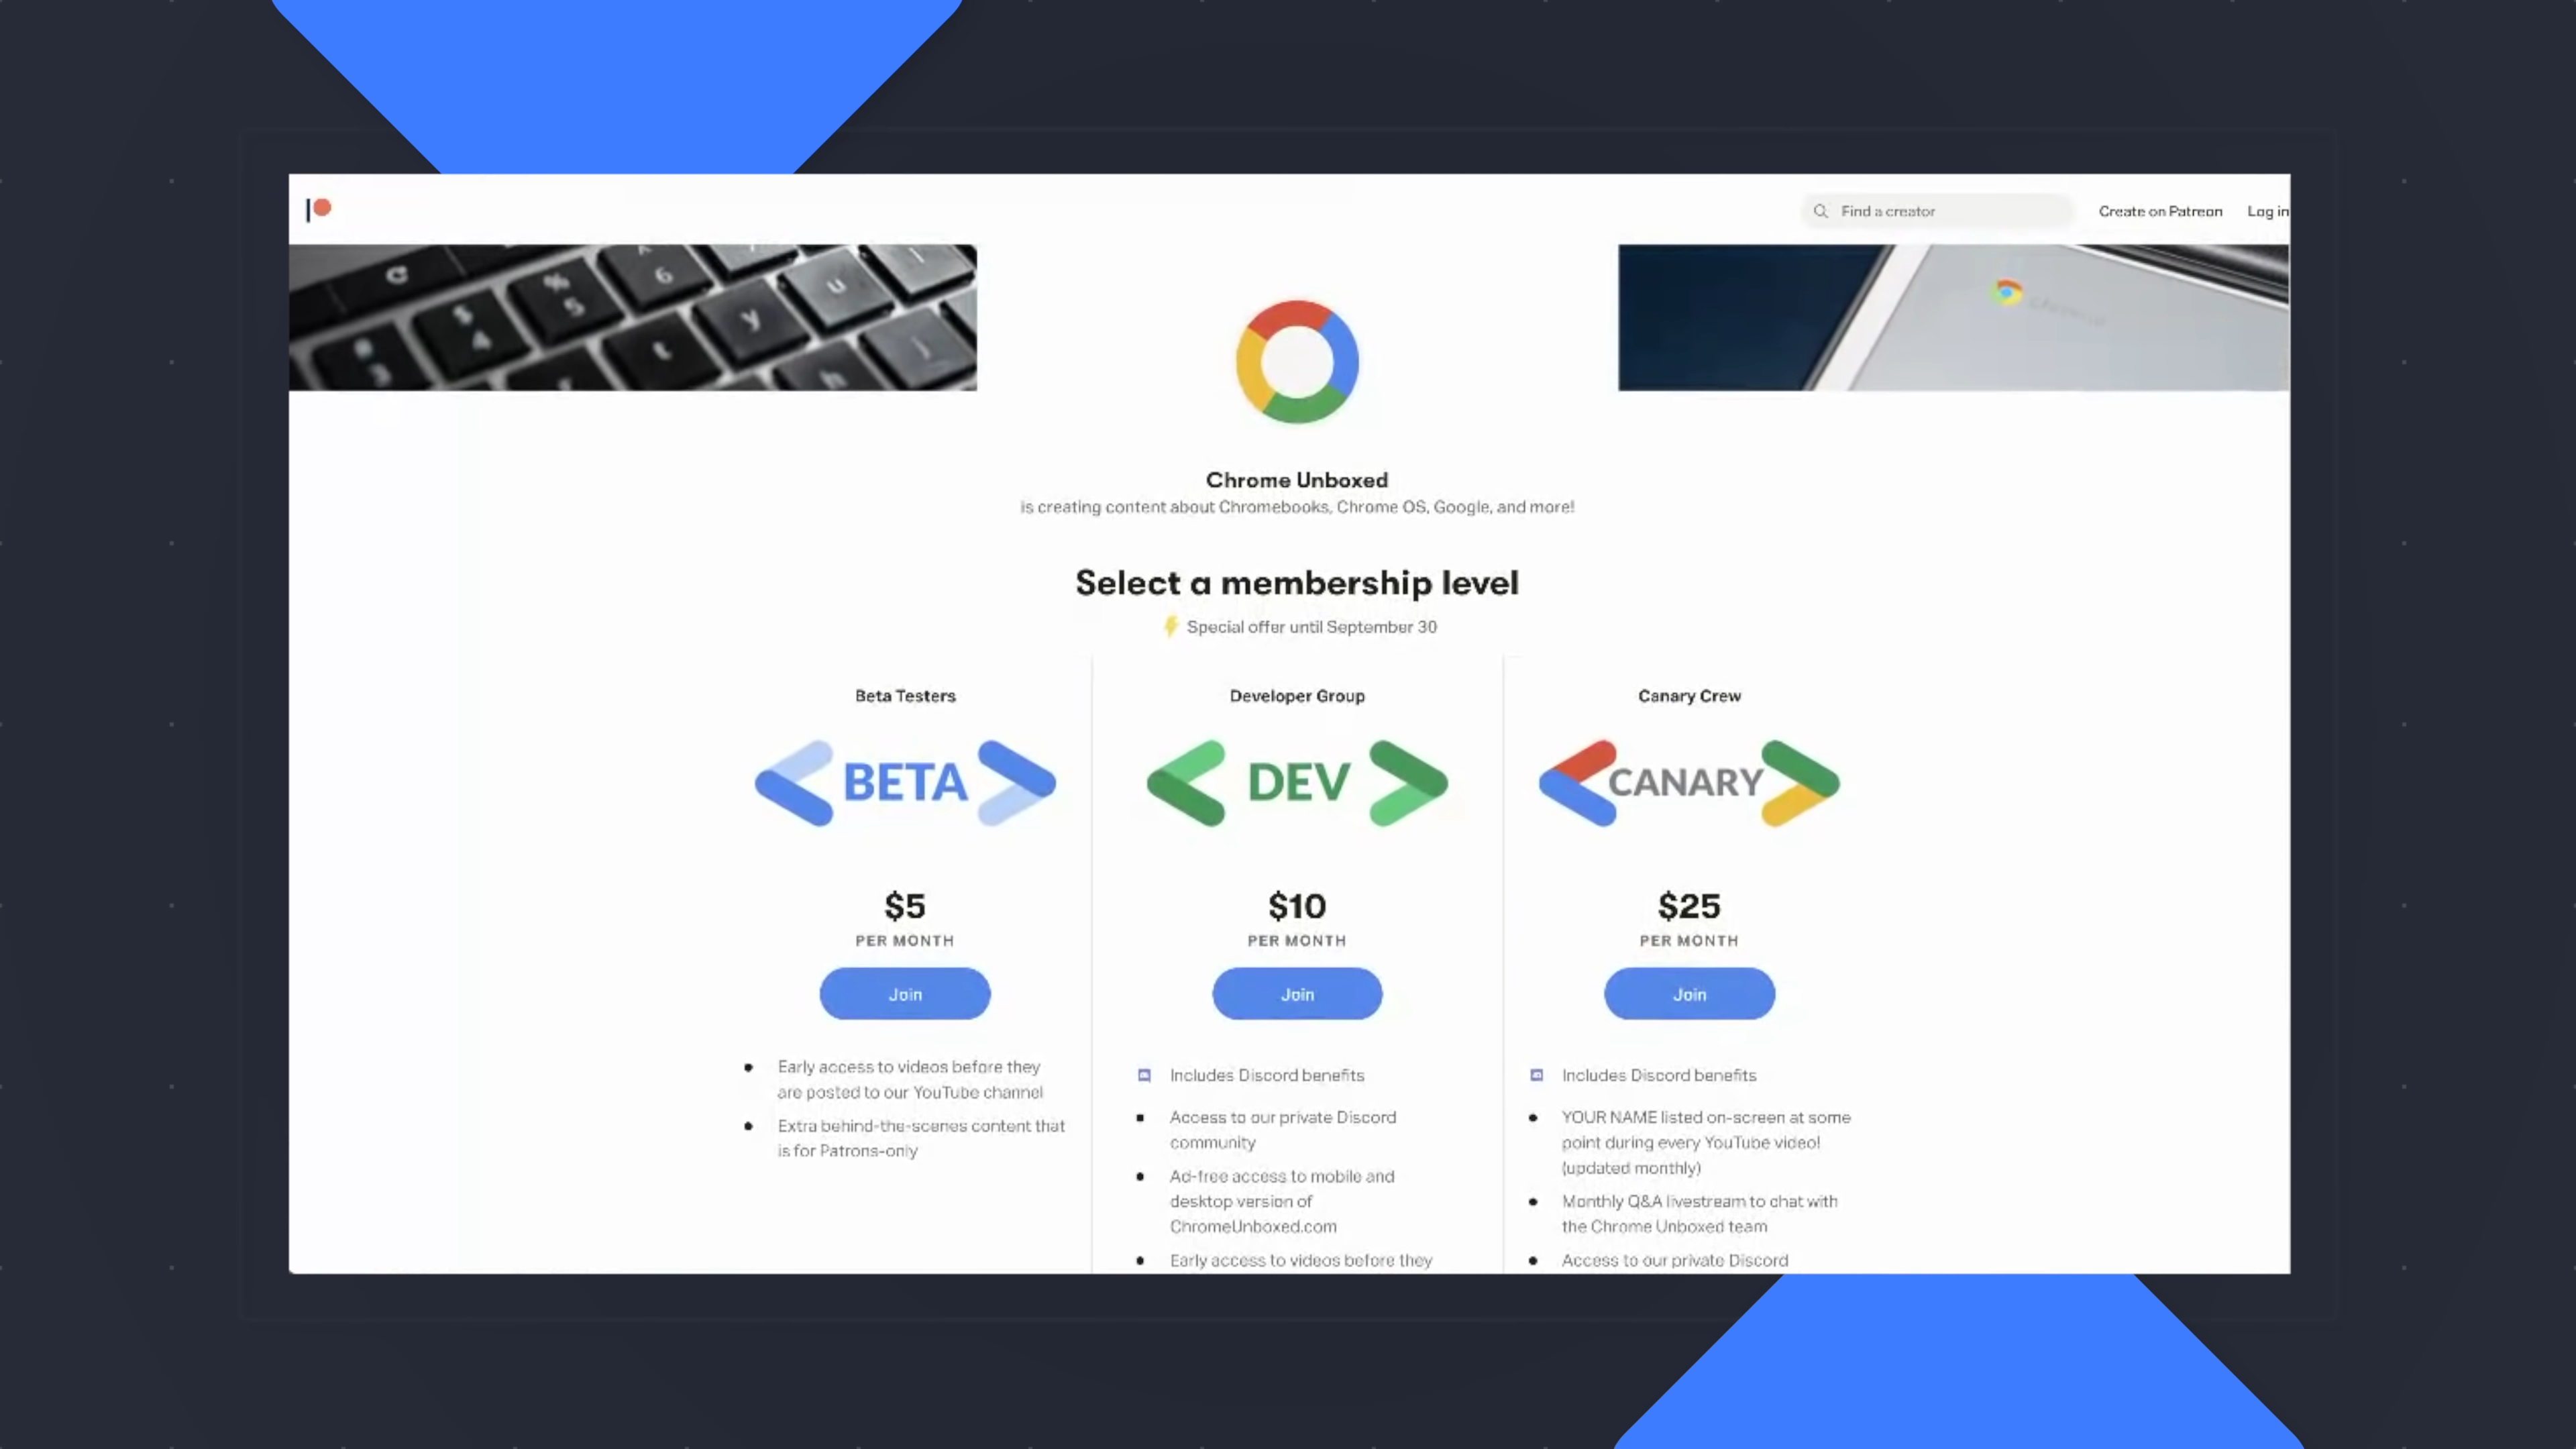 Find a creator
Create on Patreon
Log in
6
%
5
$
4
t
y
u
Chrome Unboxed
is creating content about Chromebooks, Chrome OS, Google, and more!
Select a membership level
Special offer until September 30
Beta Testers
BETA
$5
PER MONTH
Join
Early access to videos before they
are posted to our YouTube channel
Extra behind-the-scenes content that
is for Patrons-only
Developer Group
DEV
$10
PER MONTH
Join
Includes Discord benefits
Access to our private Discord
community
Ad-free access to mobile and
desktop version of
ChromeUnboxed.com
Early access to videos before they
Canary Crew
CANARY
$25
PER MONTH
Join
Includes Discord benefits
YOUR NAME listed on-screen at some
point during every YouTube video!
(updated monthly)
Monthly Q&A livestream to chat with
the Chrome Unboxed team
Access to our private Discord